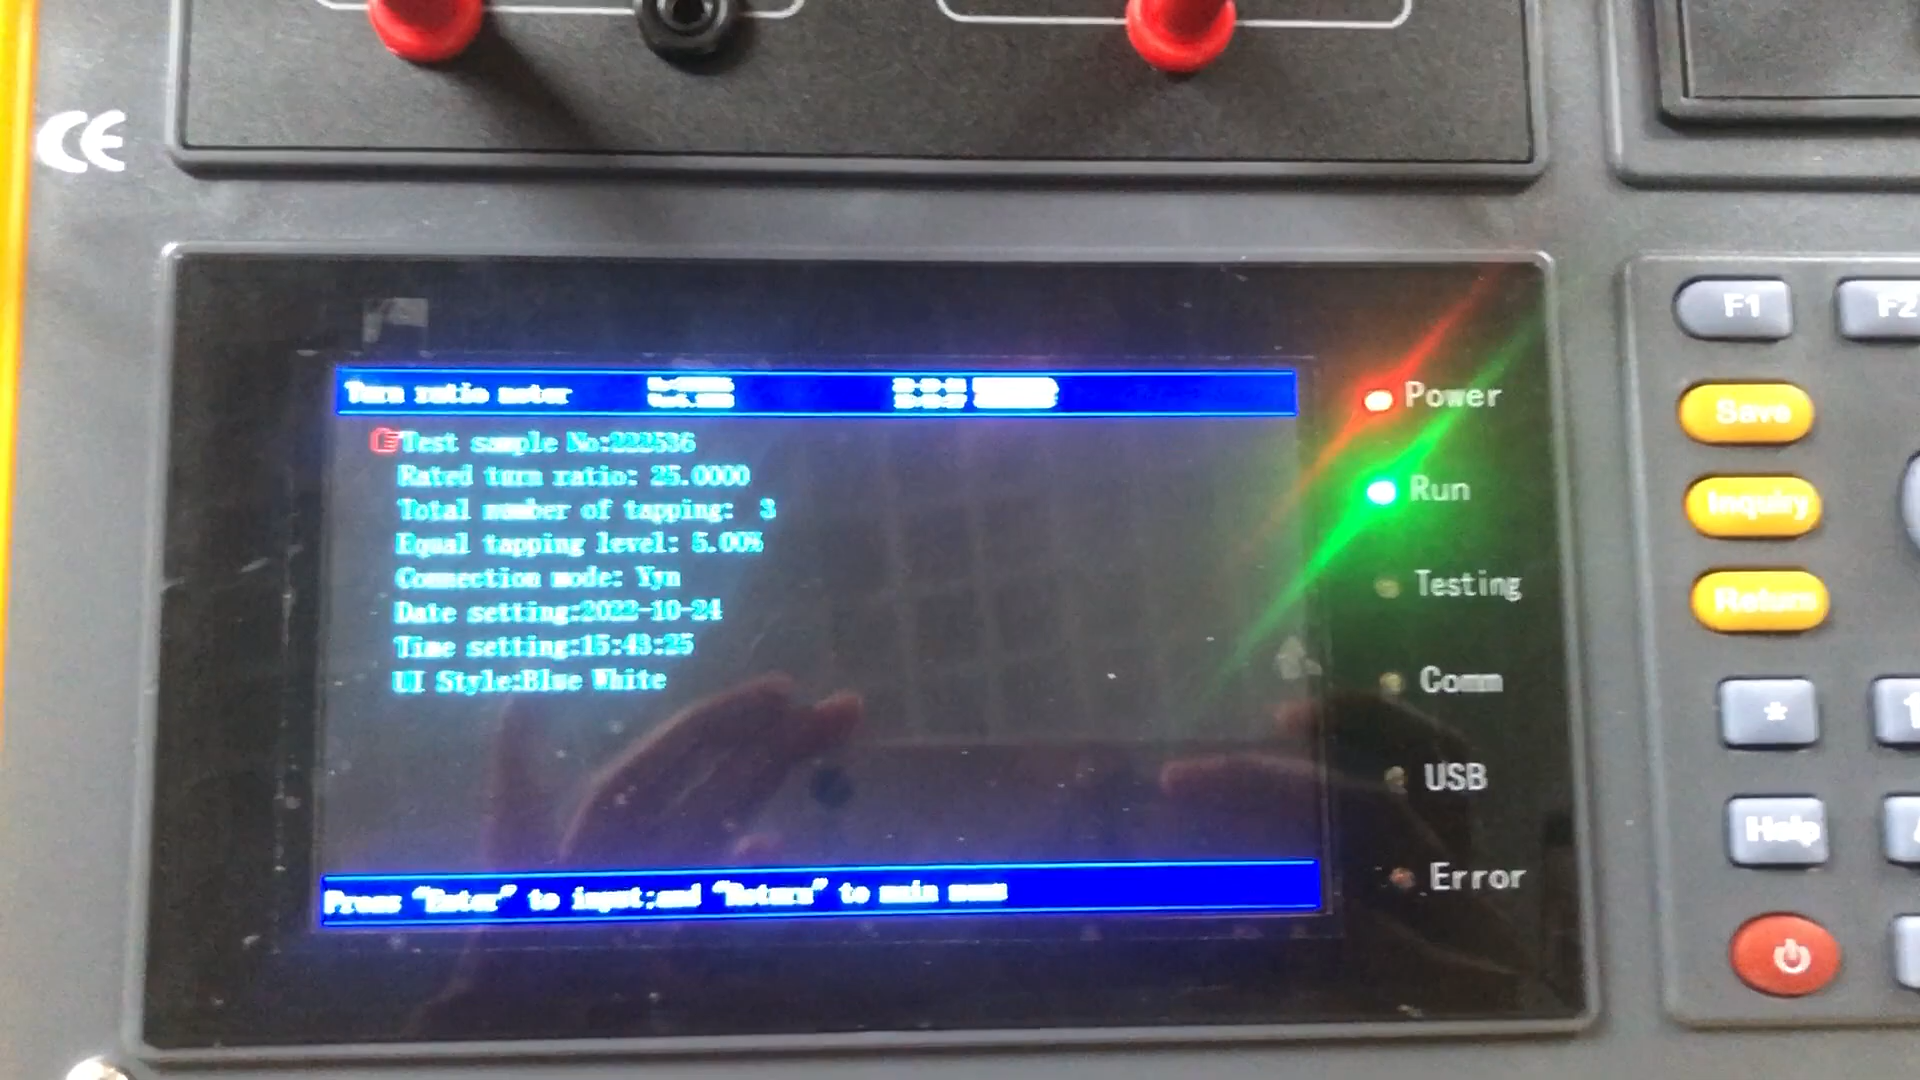 CE
Turn ratio meter
Test sample No:222536
Rated turn ratio: 25.0000
Total number of tapping: 3
Equal tapping level: 5.00%
Connection mode: Yyn
Date setting:2022-10-24
Time setting:15:43:25
UI Style:Blue White
Press "Enter" to input;and "Return" to main menu
Power
Run
Testing
Comm
USB
Error
F1
F2
Save
Inquiry
Return
*
Help